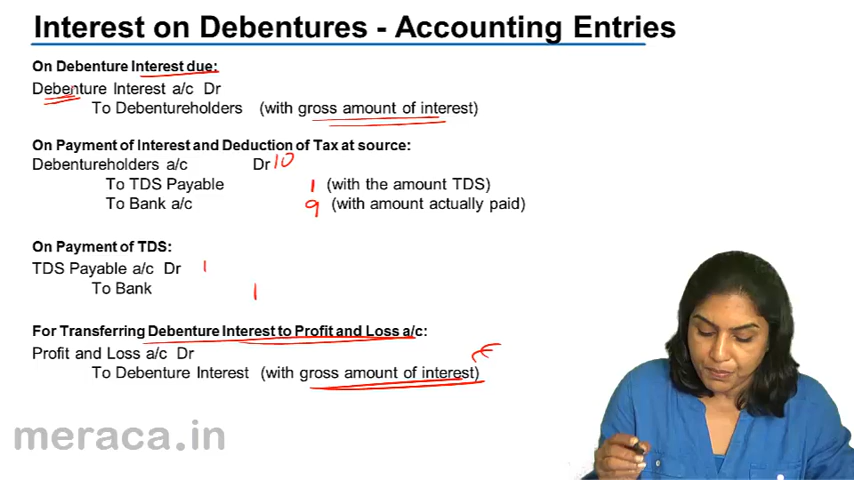 Interest on Debentures - Accounting Entries
On Debenture Interest due:
Debenture Interest a/c Dr
To Debentureholders (with gross amount of interest)
On Payment of Interest and Deduction of Tax at source:
Debentureholders a/c Dr 10
To TDS Payable 1 (with the amount TDS)
To Bank a/c 9 (with amount actually paid)
On Payment of TDS:
TDS Payable a/c Dr 1
To Bank 1
For Transferring Debenture Interest to Profit and Loss a/c:
Profit and Loss a/c Dr
To Debenture Interest (with gross amount of interest)
meraca.in